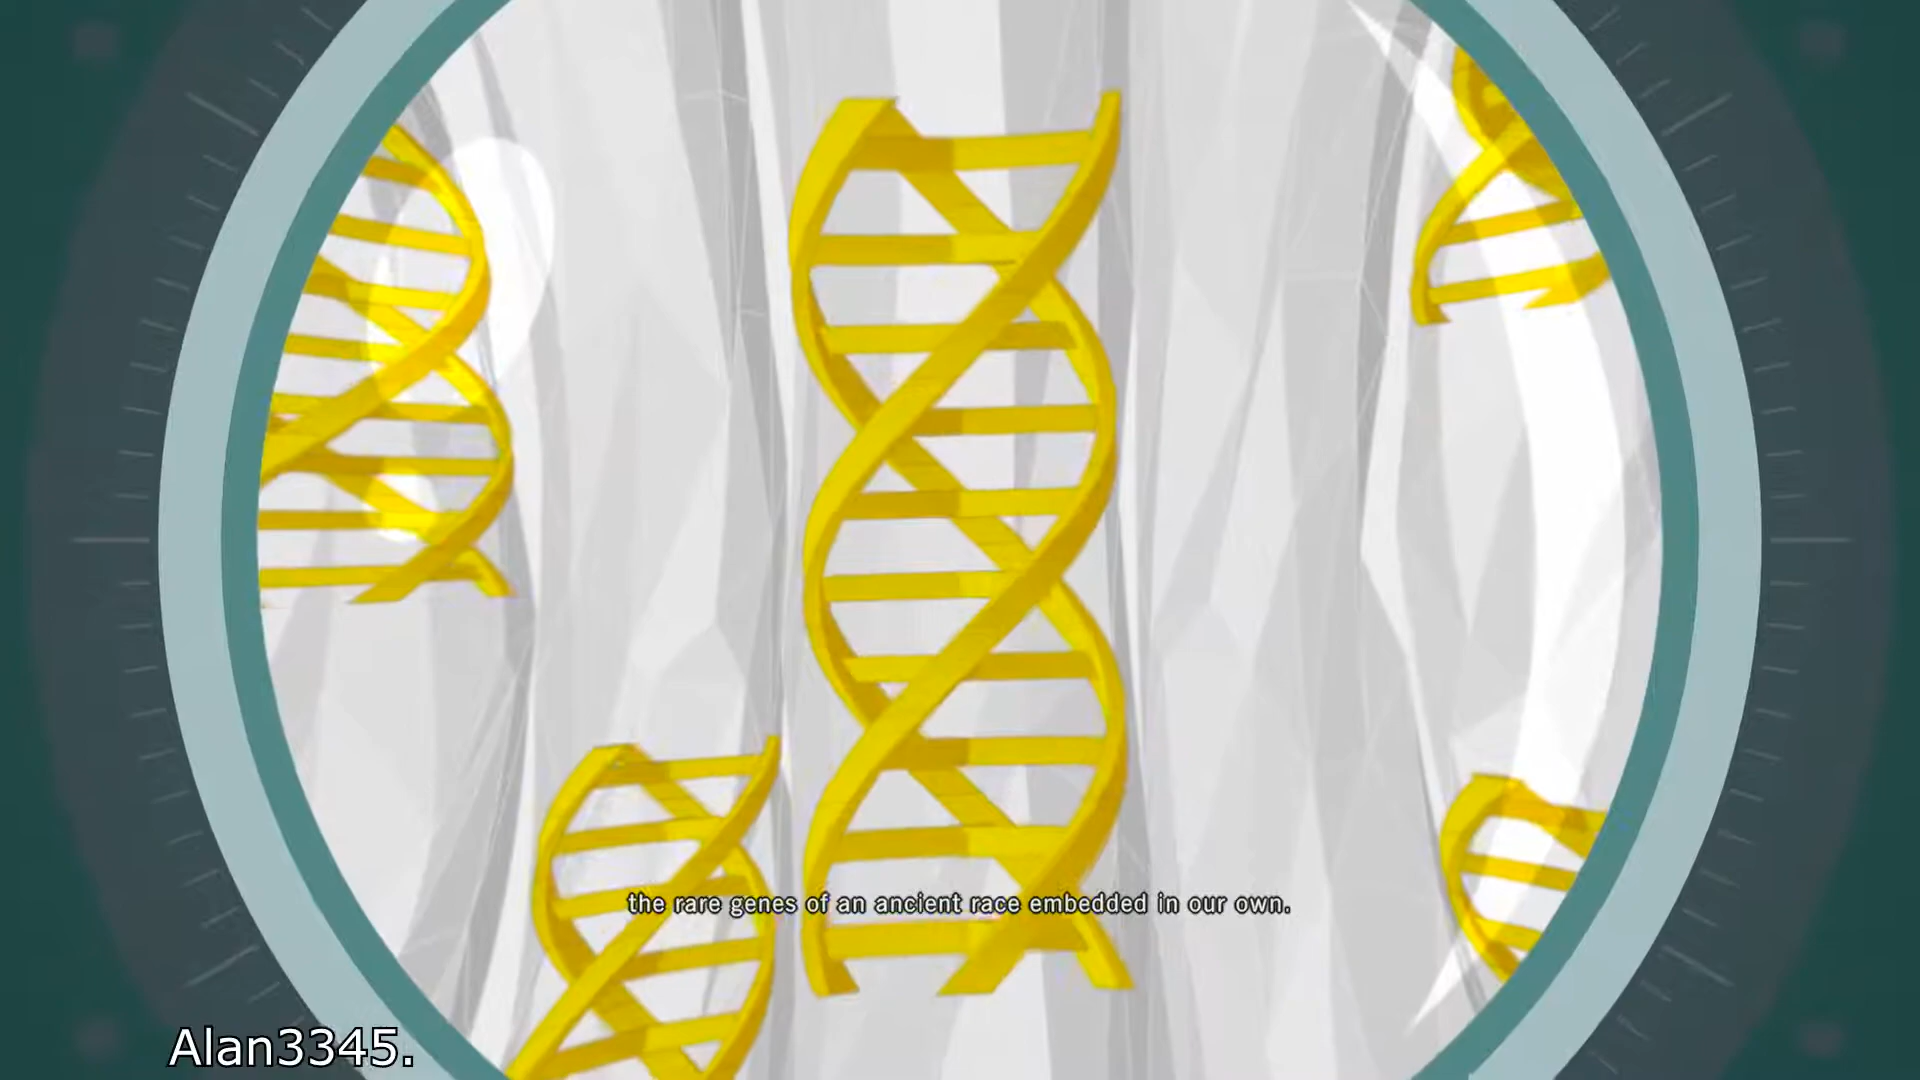 the rare genes of an ancient race embedded in our own.
Alan3345.